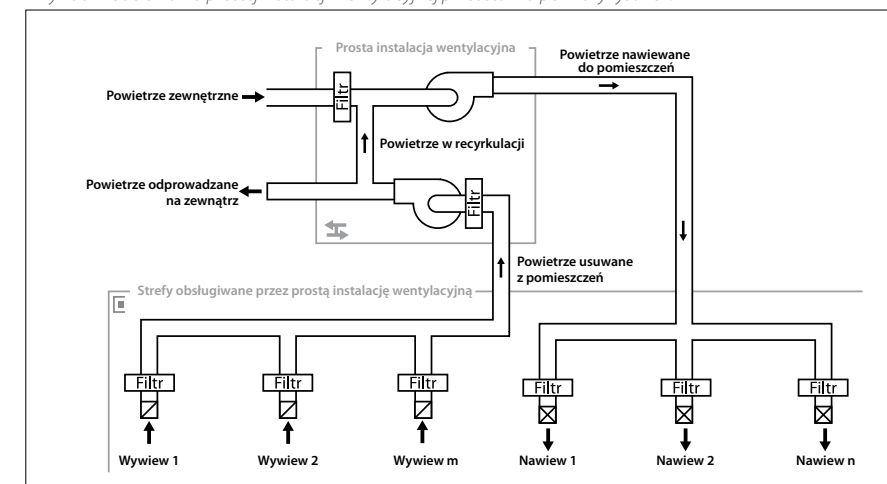 Prosta instalacja wentylacyjna
Powietrze nawiewane
do pomieszczeń
Powietrze zewnętrzne
Filtr
Powietrze w recyrkulacji
Powietrze odprowadzane
na zewnątrz
Filtr
Powietrze usuwane
z pomieszczeń
Strefy obsługiwane przez prostą instalację wentylacyjną
Filtr
Filtr
Filtr
Filtr
Filtr
Filtr
Wywiew 1
Wywiew 2
Wywiew m
Nawiew 1
Nawiew 2
Nawiew n